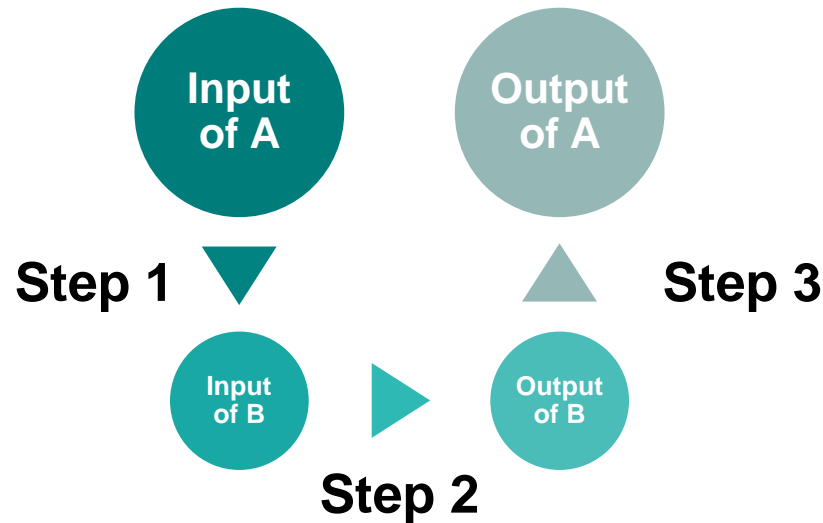 Input
of A
Output
of A
Step 1
Step 3
Input
of B
Output
of B
Step 2